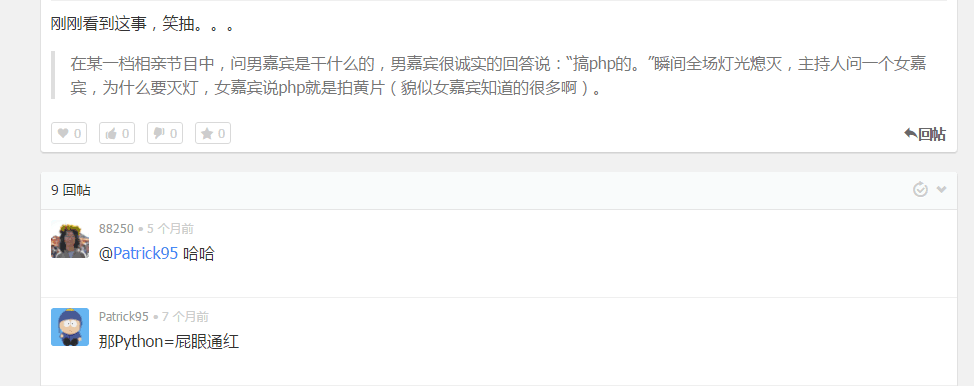 刚刚看到这事，笑抽。。。
在某一档相亲节目中，问男嘉宾是干什么的，男嘉宾很诚实的回答说：“搞php的。”瞬间全场灯光熄灭，主持人问一个女嘉
宾，为什么要灭灯，女嘉宾说php就是拍黄片（貌似女嘉宾知道的很多啊）。
0 0 0 0 回帖
9 回帖
88250 • 5 个月前
@Patrick95 哈哈
Patrick95 • 7 个月前
那Python=屁眼通红